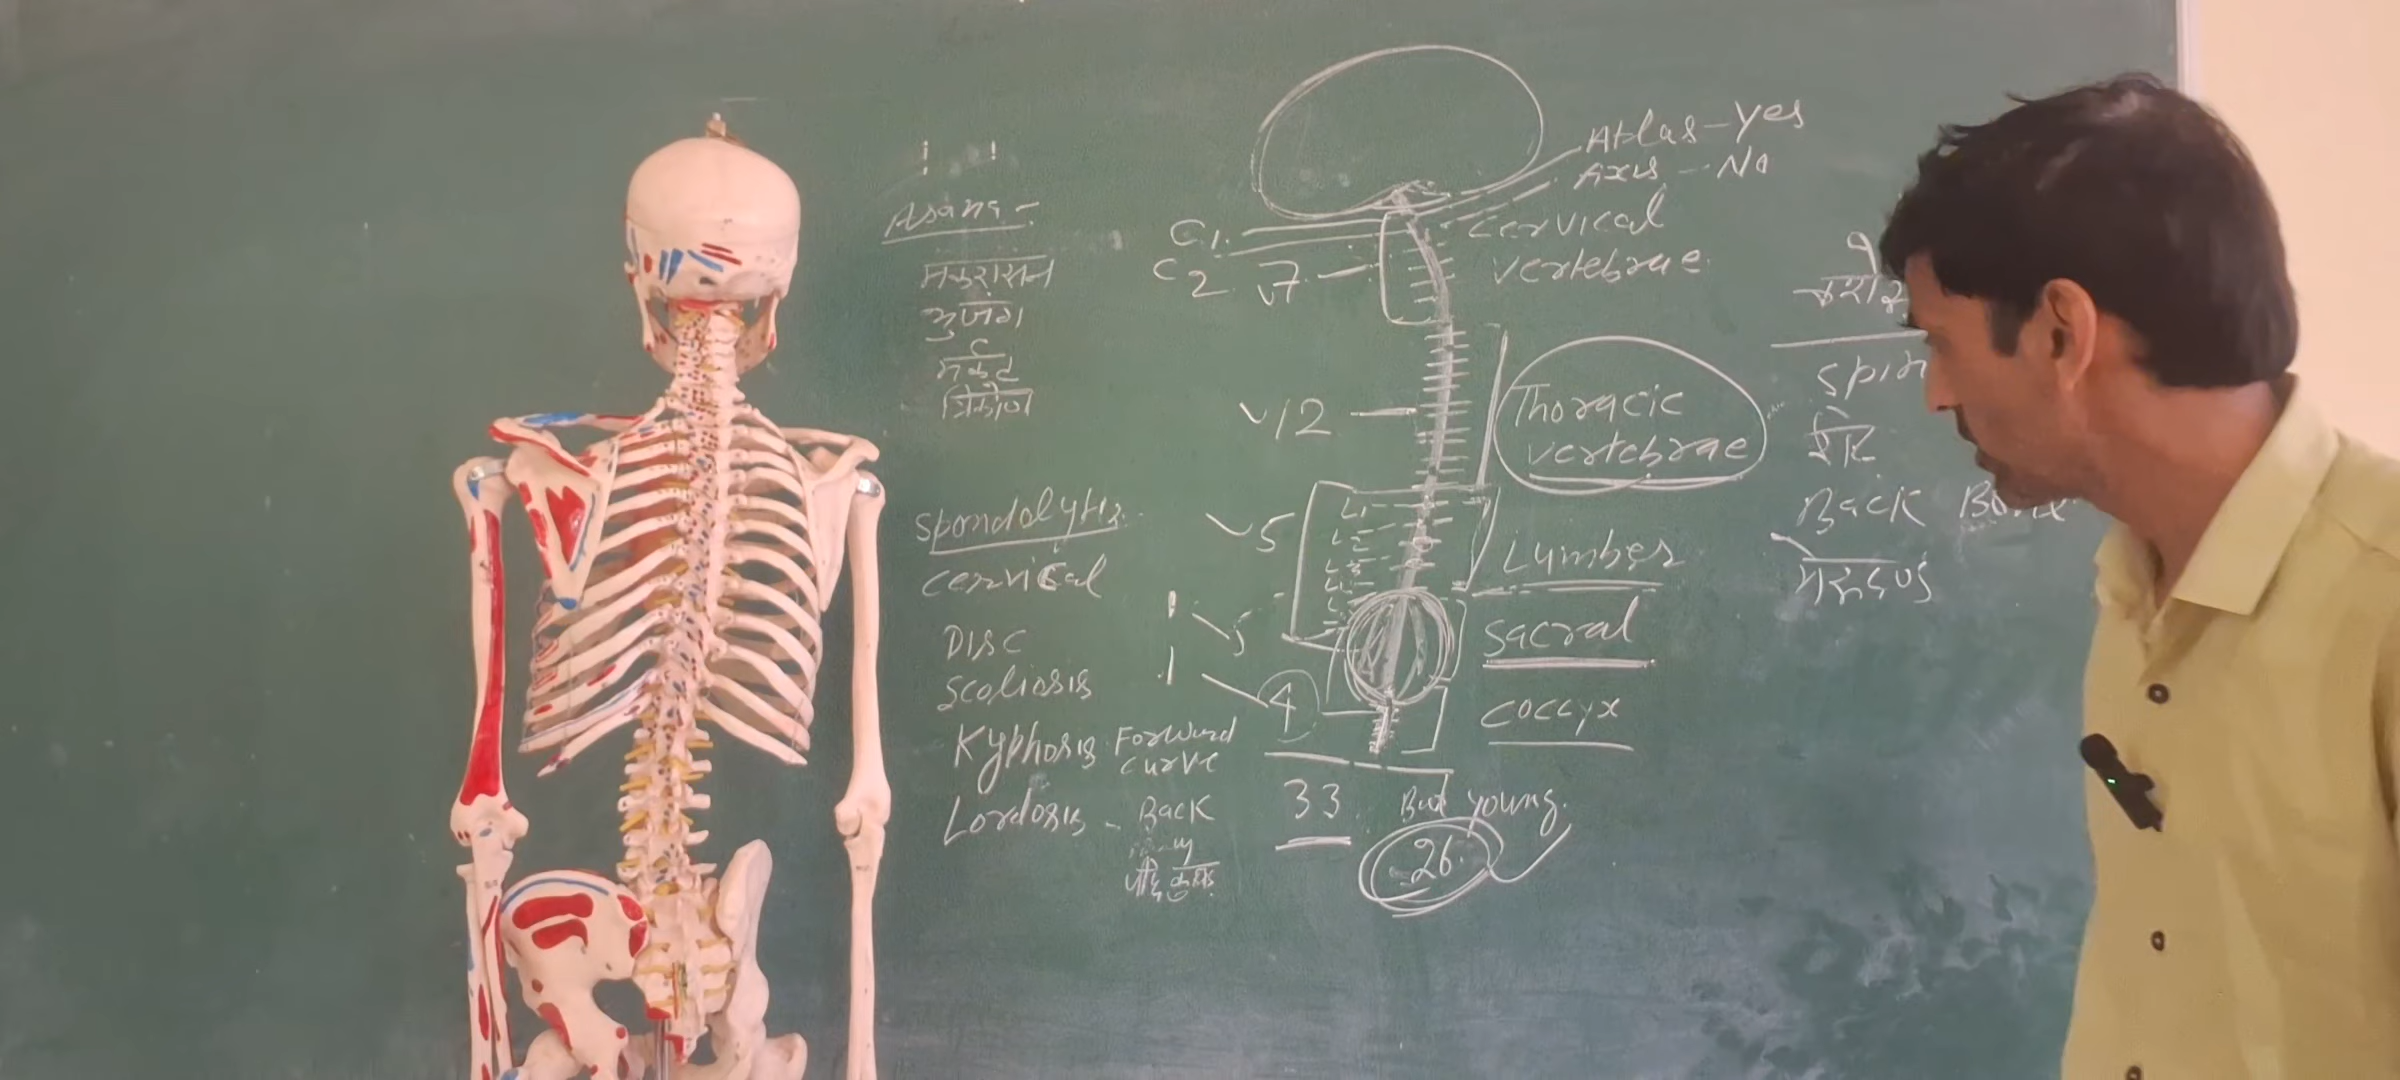 Asana -
मकरासन
भुजंग
मर्कट
त्रिकोण
Spondolytis
Cervical
DISC
Scoliosis
Kyphosis Forward
curve
Lordosis - Back
C1.
C2 7
12
5
5
4
33 But young.
26
Atlas - Yes
Axis - No
Cervical
vertebrae
Thoracic
vertebrae
L1
L2
L3
Lumber
Sacral
coccyx
रीढ़
Back
मेरुदण्ड